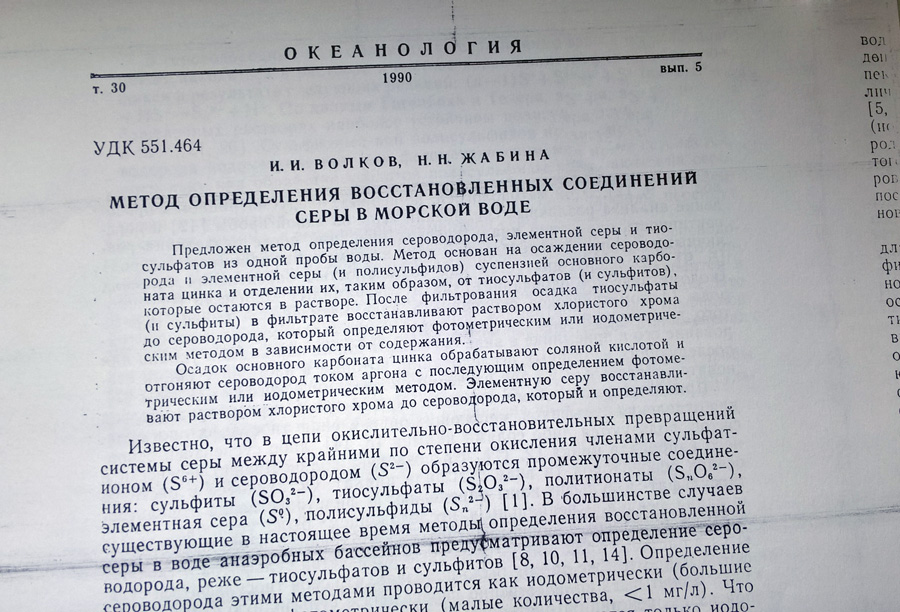 ОКЕАНОЛОГИЯ
т. 30 1990 вып. 5
УДК 551.464
И. И. ВОЛКОВ, Н. Н. ЖАБИНА
МЕТОД ОПРЕДЕЛЕНИЯ ВОССТАНОВЛЕННЫХ СОЕДИНЕНИЙ
СЕРЫ В МОРСКОЙ ВОДЕ
Предложен метод определения сероводорода, элементной серы и тио-
сульфатов из одной пробы воды. Метод основан на осаждении сероводо-
рода и элементной серы (и полисульфидов) суспензией основного карбо-
ната цинка и отделении их, таким образом, от тиосульфатов (и сульфитов),
которые остаются в растворе. После фильтрования осадка тиосульфаты
(и сульфиты) в фильтрате восстанавливают раствором хлористого хрома
до сероводорода, который определяют фотометрическим или иодометриче-
ским методом в зависимости от содержания.
Осадок основного карбоната цинка обрабатывают соляной кислотой и
отгоняют сероводород током аргона с последующим определением фотоме-
трическим или иодометрическим методом. Элементную серу восстанавли-
вают раствором хлористого хрома до сероводорода, который и определяют.
Известно, что в цепи окислительно-восстановительных превращений
системы серы между крайними по степени окисления членами сульфат-
ионом (S⁶⁺) и сероводородом (S²⁻) образуются промежуточные соедине-
ния: сульфиты (SO₃²⁻), тиосульфаты (S₂O₃²⁻), политионаты (SₙO₆²⁻),
элементная сера (S⁰), полисульфиды (Sₙ²⁻) [1]. В большинстве случаев
существующие в настоящее время методы определения восстановленной
серы в воде анаэробных бассейнов предусматривают определение серо-
водорода, реже — тиосульфатов и сульфитов [8, 10, 11, 14]. Определение
сероводорода этими методами проводится как иодометрически (большие
(малые количества, <1 мг/л). Что
только иодо-
[5,